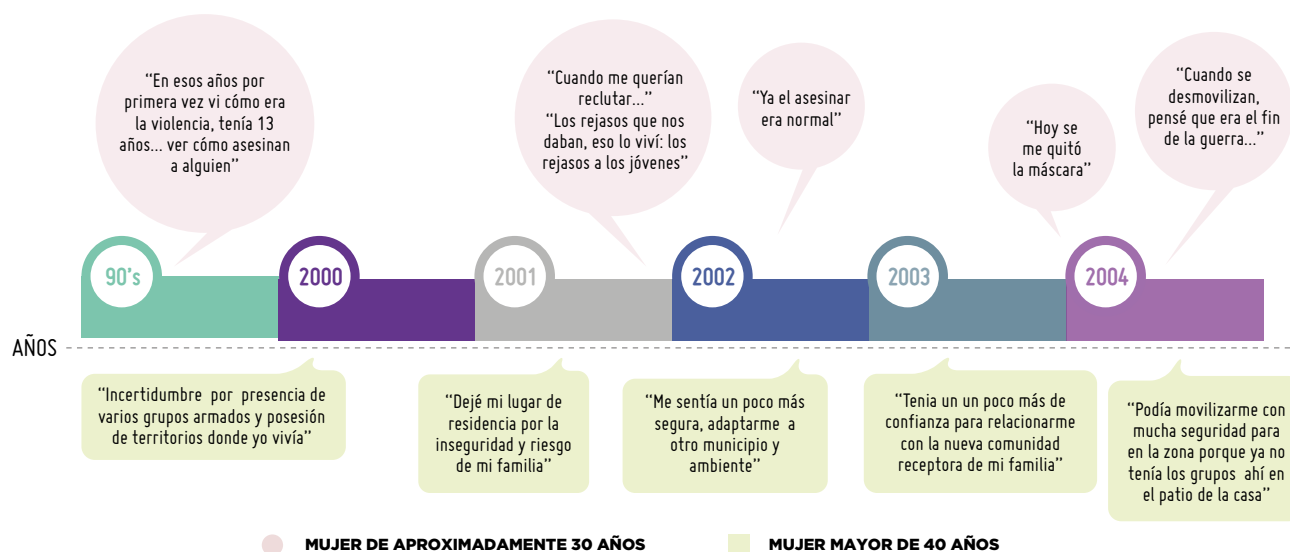 “En esos años por
primera vez vi cómo era
la violencia, tenía 13
años... ver cómo asesinan
a alguien”
“Cuando me querían
reclutar...”
“Los rejasos que nos
daban, eso lo viví: los
rejasos a los jóvenes”
“Ya el asesinar
era normal”
“Hoy se
me quitó
la máscara”
“Cuando se
desmovilizan,
pensé que era el fin
de la guerra...”
90's
2000
2001
2002
2003
2004
AÑOS
“Incertidumbre por presencia de
varios grupos armados y posesión
de territorios donde yo vivía”
“Dejé mi lugar de
residencia por la
inseguridad y riesgo
de mi familia”
“Me sentía un poco más
segura, adaptarme a
otro municipio y
ambiente”
“Tenia un un poco más de
confianza para relacionarme
con la nueva comunidad
receptora de mi familia”
“Podía movilizarme con
mucha seguridad para
en la zona porque ya no
tenía los grupos ahí en
el patio de la casa”
MUJER DE APROXIMADAMENTE 30 AÑOS
MUJER MAYOR DE 40 AÑOS